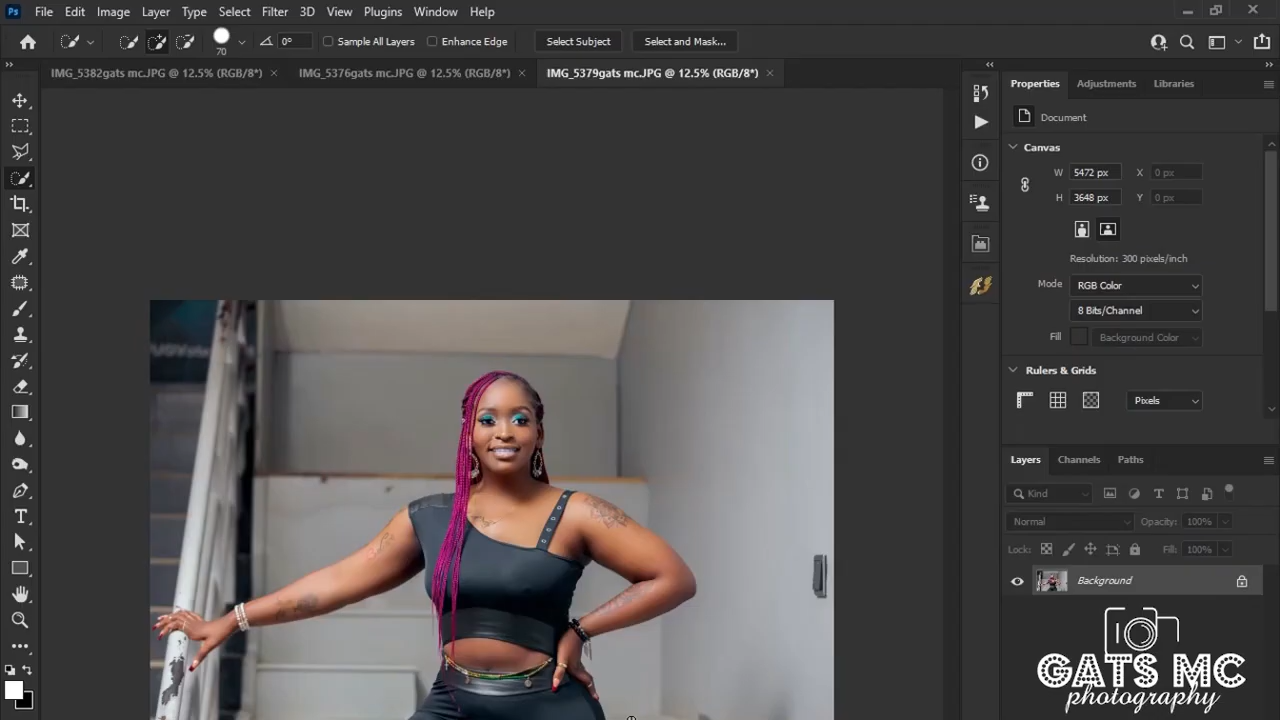 Ps File Edit Image Layer Type Select Filter 3D View Plugins Window Help
70 0° Sample All Layers Enhance Edge Select Subject Select and Mask...
IMG_5382gats mc.JPG @ 12.5% (RGB/8*) IMG_5376gats mc.JPG @ 12.5% (RGB/8*) IMG_5379gats mc.JPG @ 12.5% (RGB/8*)
Properties Adjustments Libraries
Document
Canvas
W 5472 px X 0 px
H 3648 px Y 0 px
Resolution: 300 pixels/inch
Mode RGB Color
8 Bits/Channel
Fill Background Color
Rulers & Grids
Pixels
Layers Channels Paths
Kind
Normal Opacity: 100%
Lock: Fill: 100%
Background
GATS MC
photography